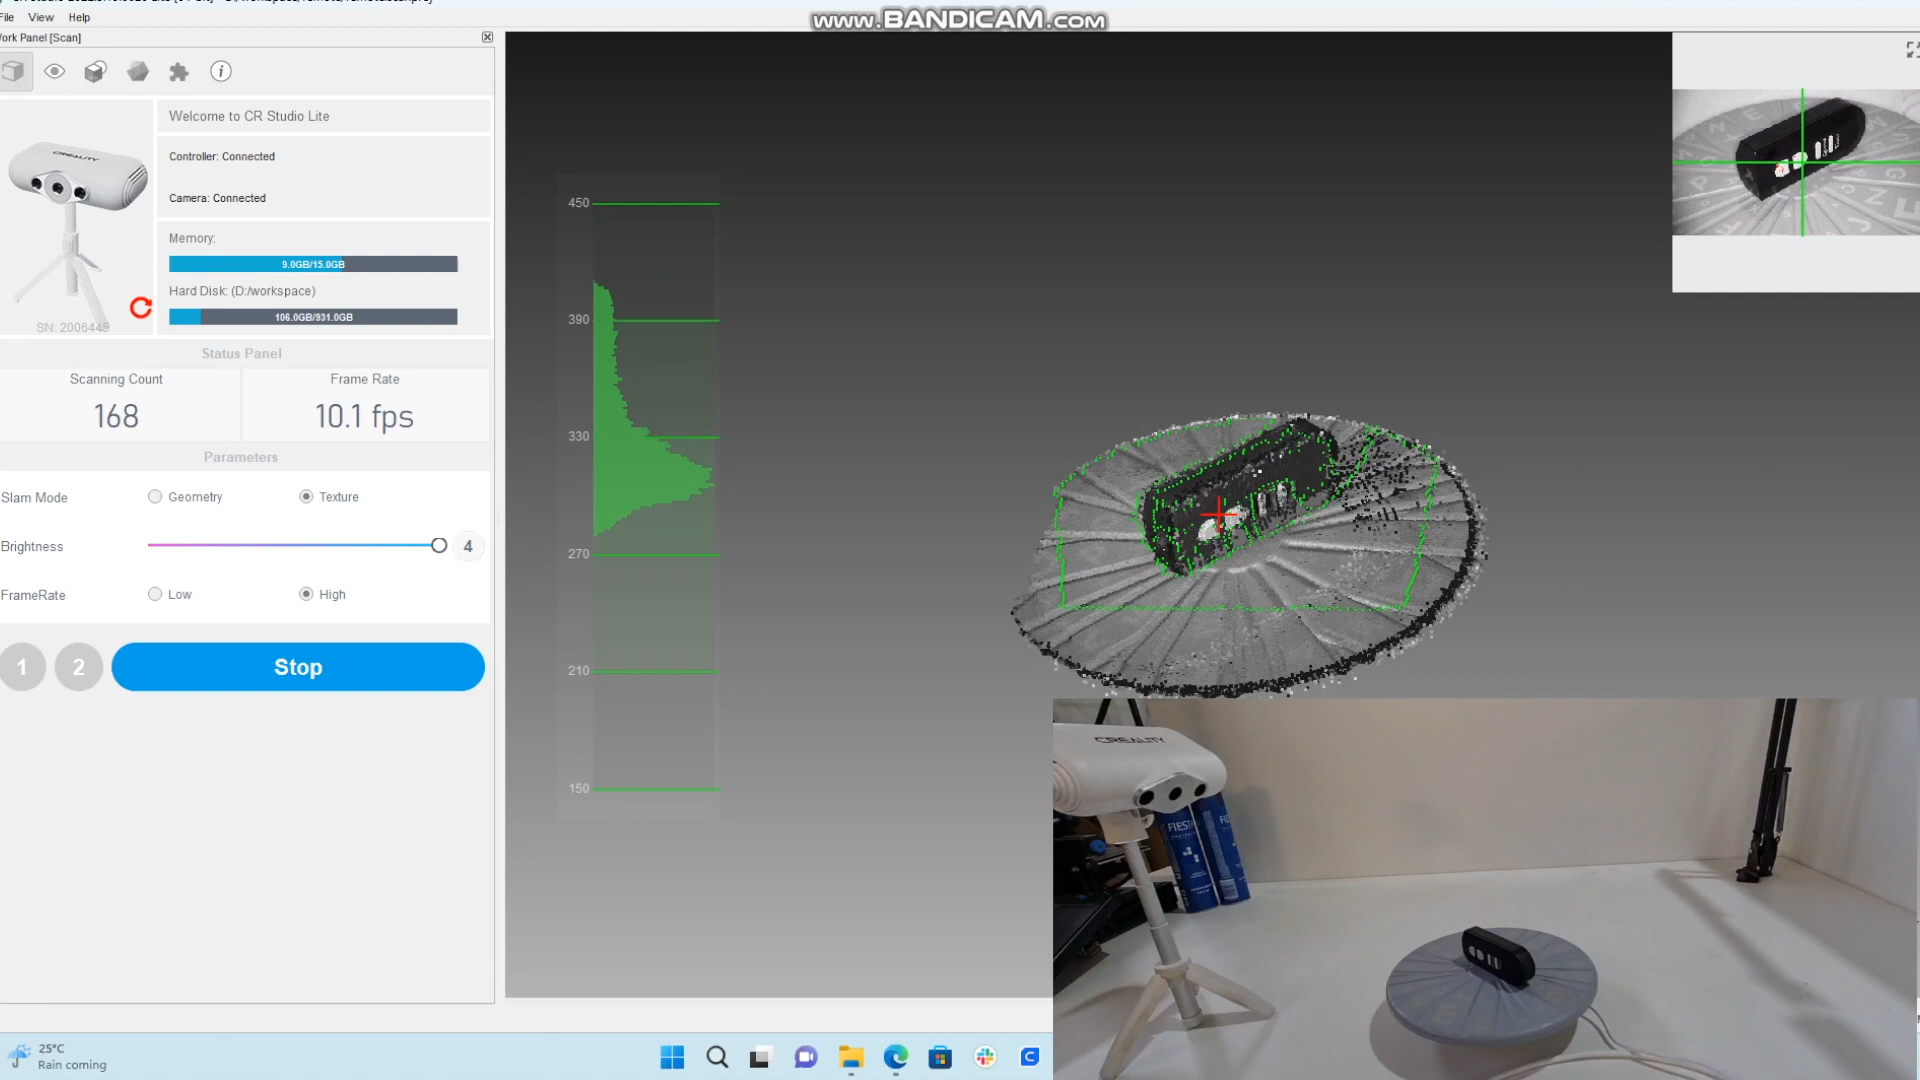 www.BANDICAM.com
File View Help
Work Panel [Scan]
Welcome to CR Studio Lite
CREALITY
Controller: Connected
Camera: Connected
Memory:
9.0GB/15.0GB
Hard Disk: (D:/workspace)
106.0GB/931.0GB
SN: 2006449
Status Panel
Scanning Count
Frame Rate
168
10.1 fps
Parameters
Slam Mode
Geometry
Texture
Brightness
4
FrameRate
Low
High
1
2
Stop
450
390
330
270
210
150
CREALITY
FIESTA
25°C
Rain coming